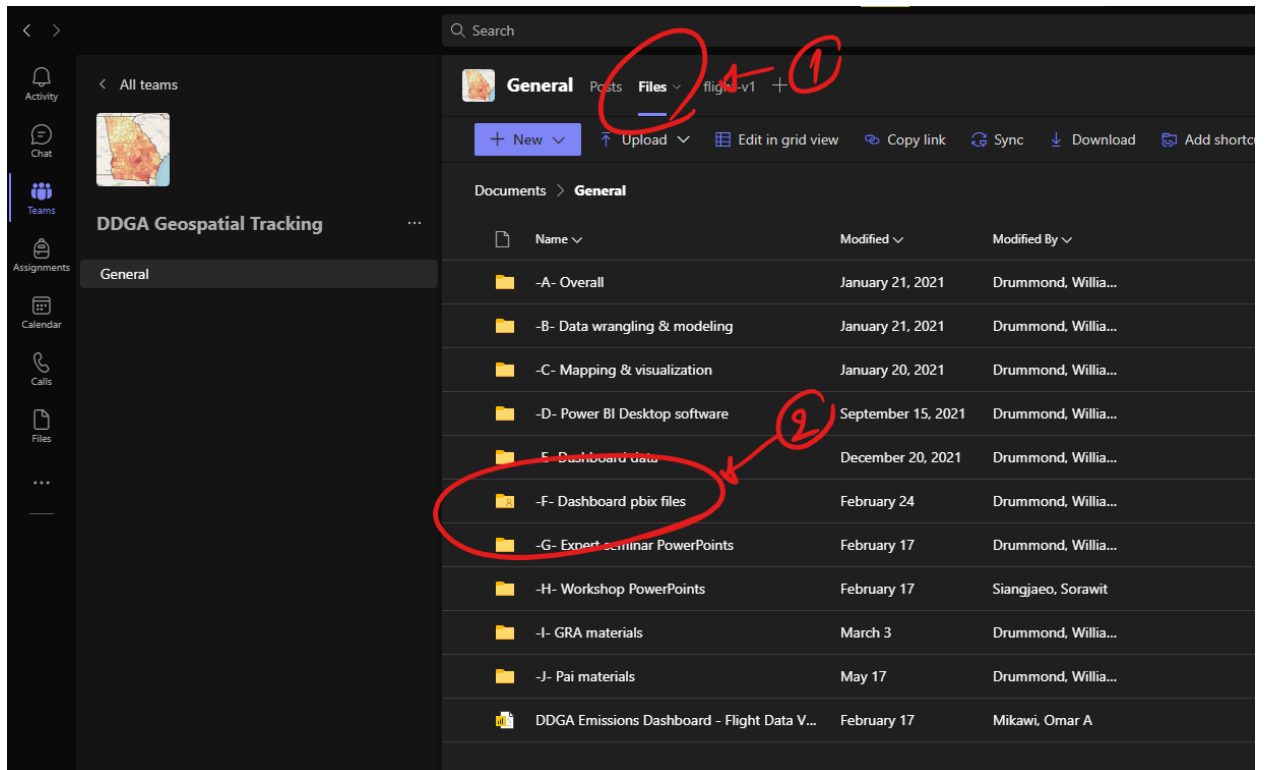 Search
Activity
Chat
Teams
Assignments
Calendar
Calls
Files
...
All teams
DDGA Geospatial Tracking ...
General
General Posts Files flight-v1 +
1
+ New Upload Edit in grid view Copy link Sync Download Add shortc
Documents > General
Name Modified Modified By
-A- Overall January 21, 2021 Drummond, Willia...
-B- Data wrangling & modeling January 21, 2021 Drummond, Willia...
-C- Mapping & visualization January 20, 2021 Drummond, Willia...
-D- Power BI Desktop software September 15, 2021 Drummond, Willia...
2
-E- Dashboard data December 20, 2021 Drummond, Willia...
-F- Dashboard pbix files February 24 Drummond, Willia...
-G- Expert seminar PowerPoints February 17 Drummond, Willia...
-H- Workshop PowerPoints February 17 Siangjaeo, Sorawit
-I- GRA materials March 3 Drummond, Willia...
-J- Pai materials May 17 Drummond, Willia...
DDGA Emissions Dashboard - Flight Data V... February 17 Mikawi, Omar A